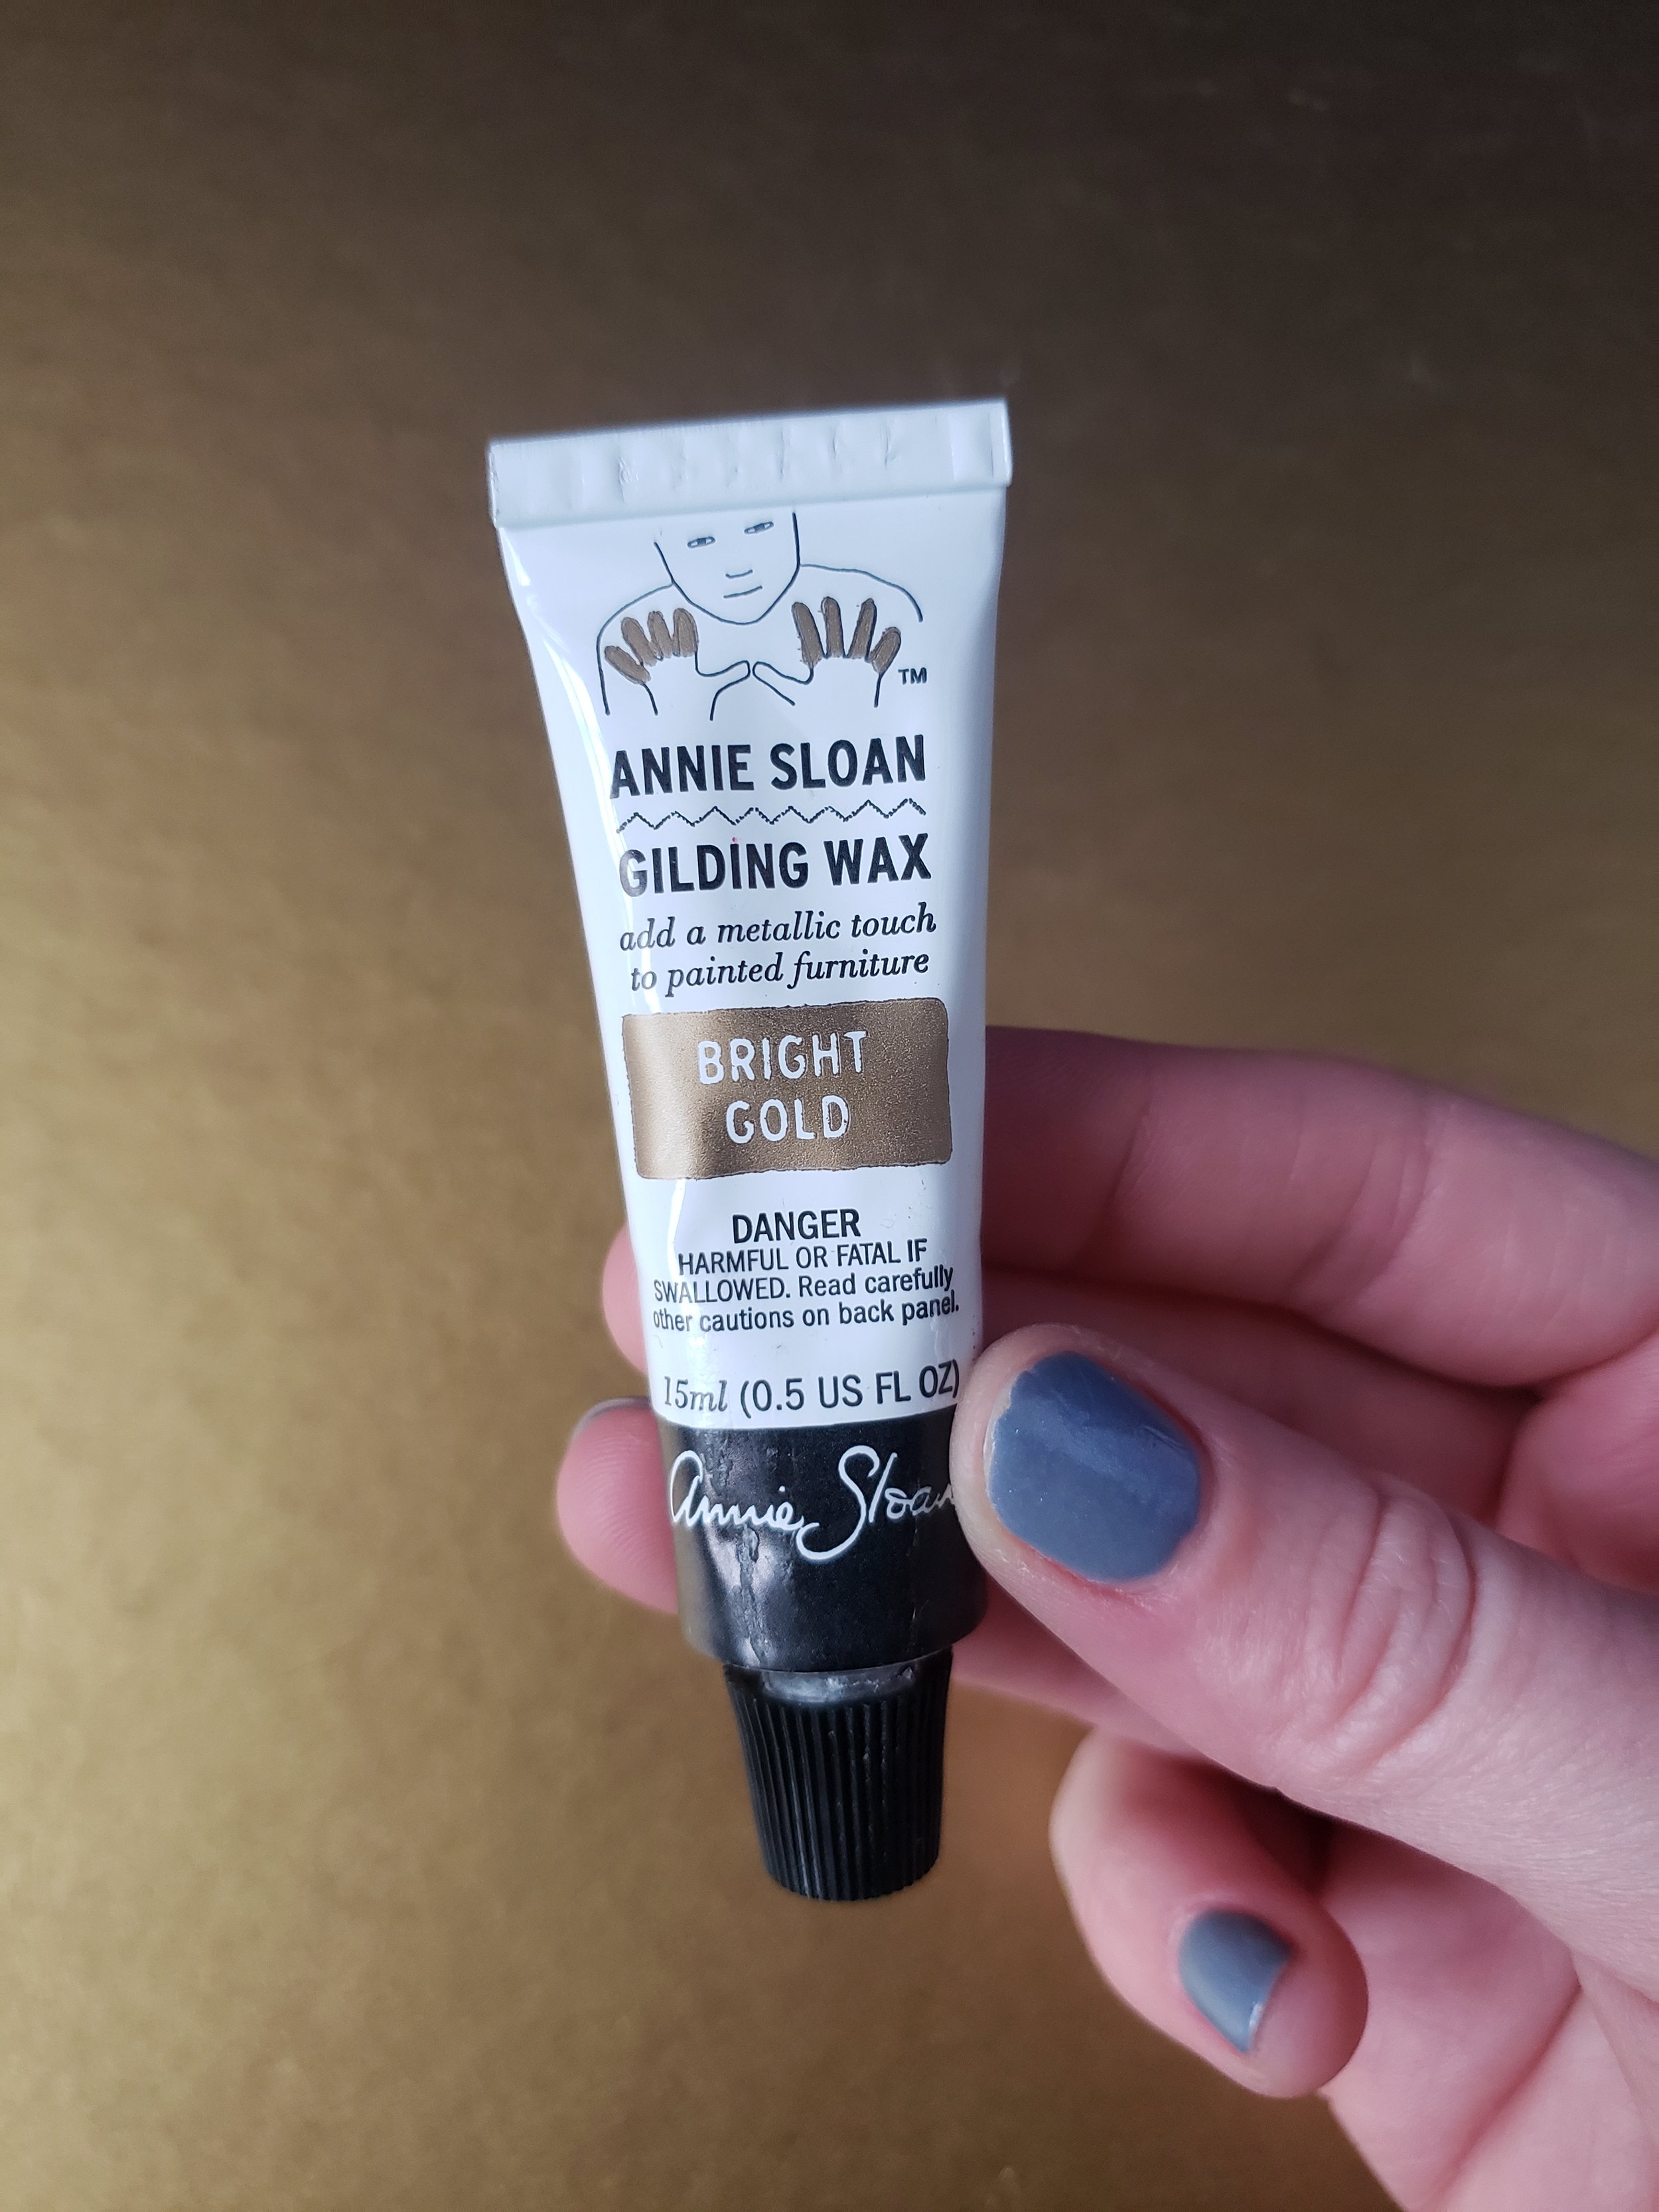 TM
ANNIE SLOAN
GILDING WAX
add a metallic touch
to painted furniture
BRIGHT
GOLD
DANGER
HARMFUL OR FATAL IF
SWALLOWED. Read carefully
other cautions on back panel.
15ml (0.5 US FL OZ)
Annie Sloan